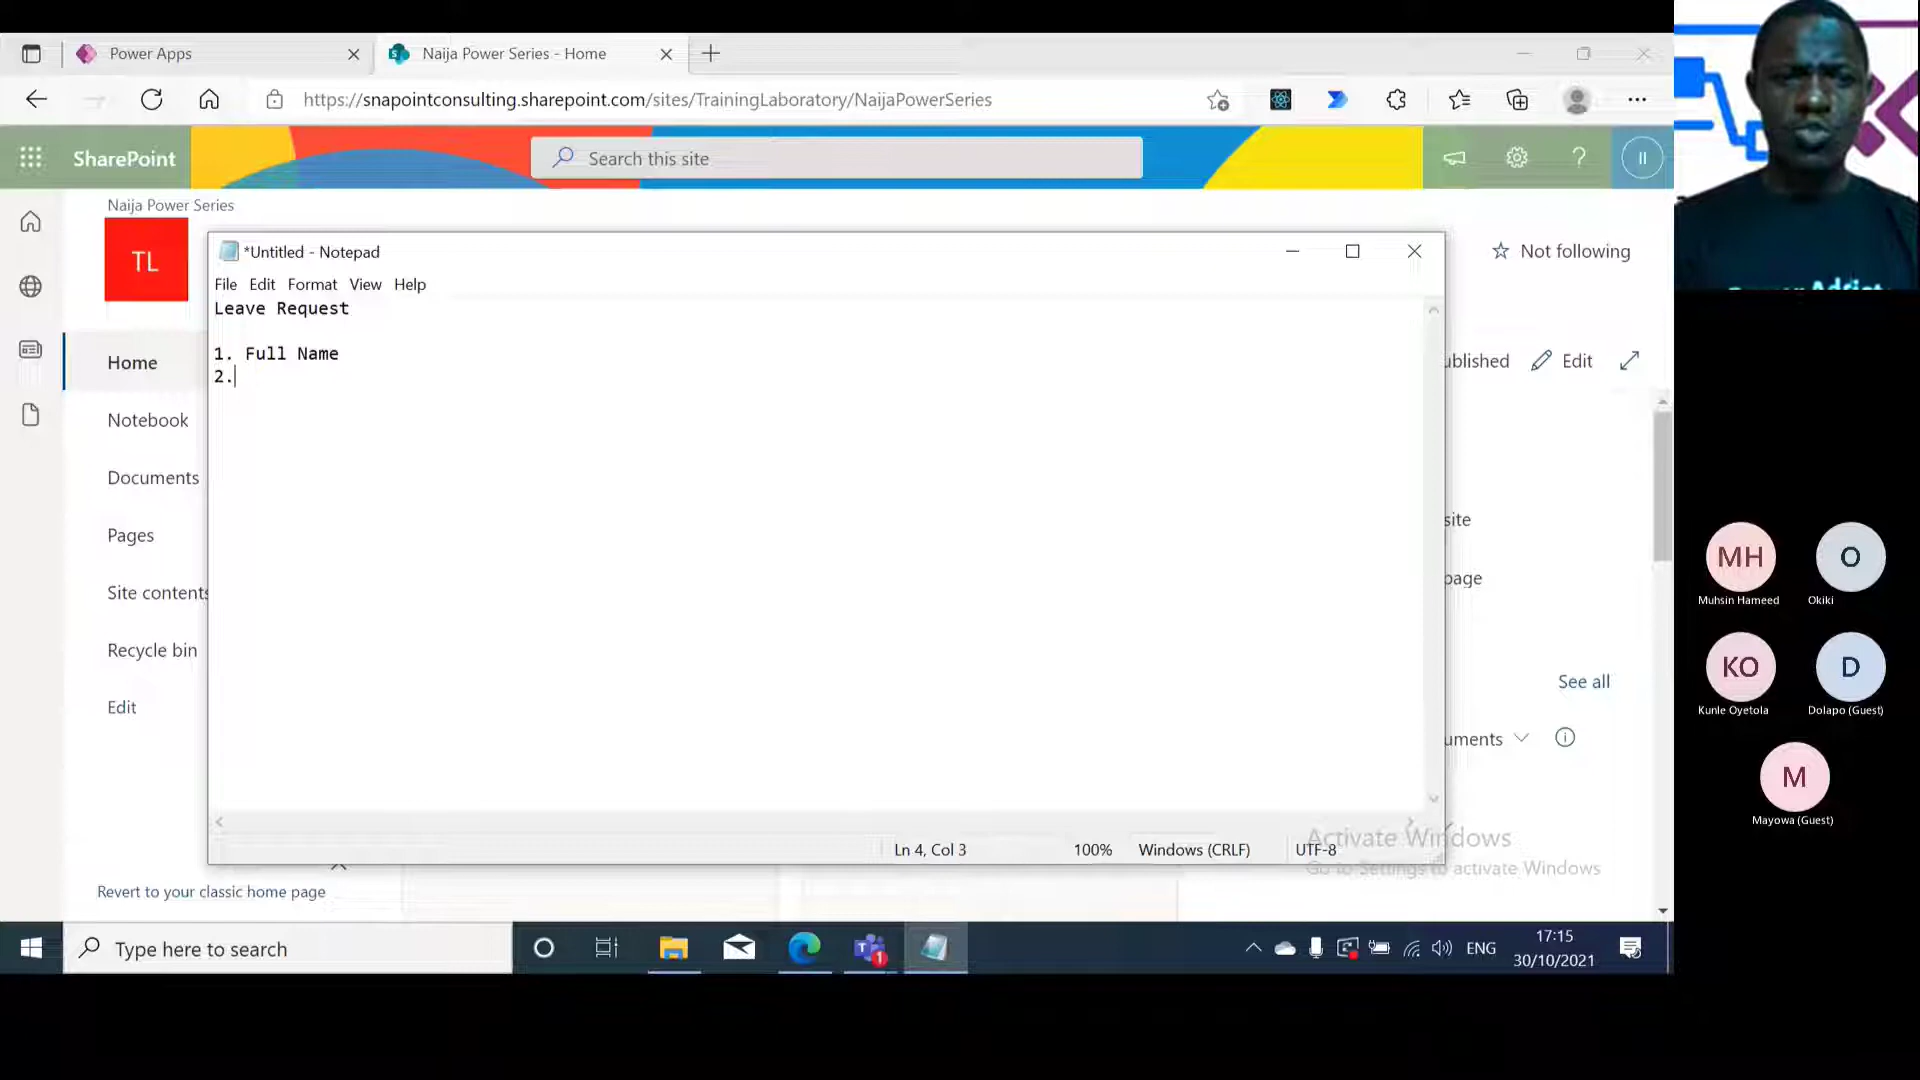 Power Apps
Naija Power Series - Home
https://snapointconsulting.sharepoint.com/sites/TrainingLaboratory/NaijaPowerSeries
SharePoint
Search this site
II
Naija Power Series
TL
Not following
*Untitled - Notepad
File Edit Format View Help
Leave Request
1. Full Name
2.
Home
Notebook
Documents
Pages
Site contents
Recycle bin
Edit
ublished
Edit
site
page
See all
uments
Ln 4, Col 3
100%
Windows (CRLF)
UTF-8
Activate Windows
Go to Settings to activate Windows
Revert to your classic home page
Type here to search
1
ENG
17:15
30/10/2021
MH
Muhsin Hameed
O
Okiki
KO
Kunle Oyetola
D
Dolapo (Guest)
M
Mayowa (Guest)